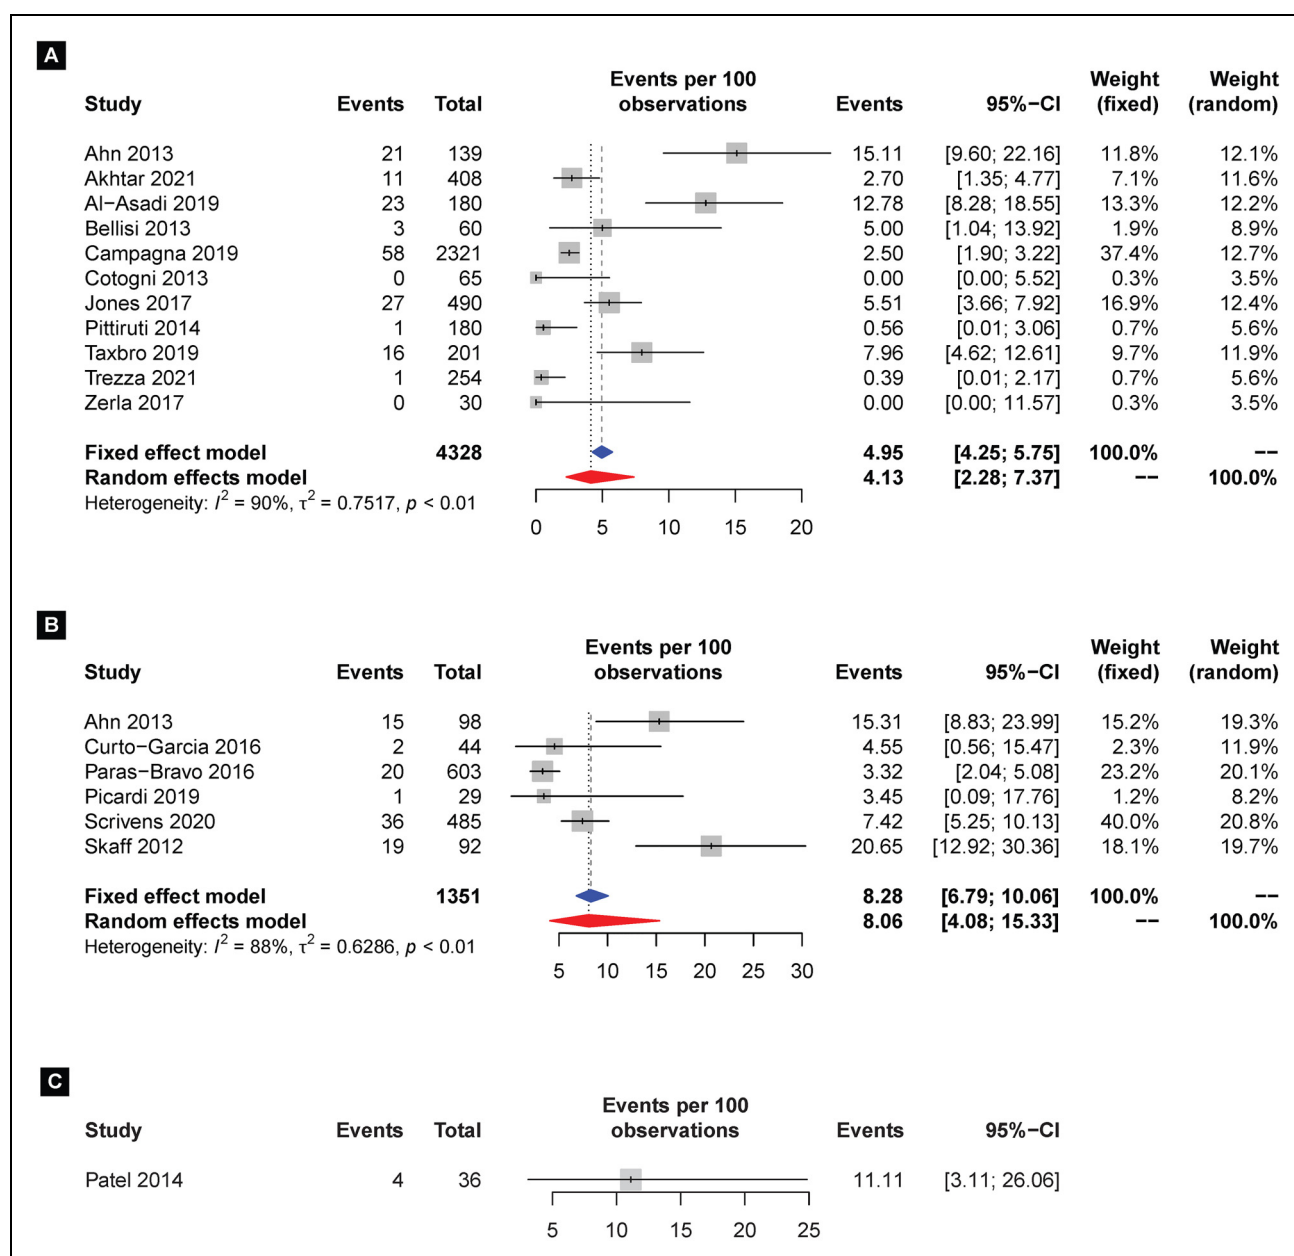 A
Study Events Total Events per 100 observations Events 95%−CI Weight (fixed) Weight (random)
Ahn 2013 21 139 15.11 [9.60; 22.16] 11.8% 12.1%
Akhtar 2021 11 408 2.70 [1.35; 4.77] 7.1% 11.6%
Al−Asadi 2019 23 180 12.78 [8.28; 18.55] 13.3% 12.2%
Bellisi 2013 3 60 5.00 [1.04; 13.92] 1.9% 8.9%
Campagna 2019 58 2321 2.50 [1.90; 3.22] 37.4% 12.7%
Cotogni 2013 0 65 0.00 [0.00; 5.52] 0.3% 3.5%
Jones 2017 27 490 5.51 [3.66; 7.92] 16.9% 12.4%
Pittiruti 2014 1 180 0.56 [0.01; 3.06] 0.7% 5.6%
Taxbro 2019 16 201 7.96 [4.62; 12.61] 9.7% 11.9%
Trezza 2021 1 254 0.39 [0.01; 2.17] 0.7% 5.6%
Zerla 2017 0 30 0.00 [0.00; 11.57] 0.3% 3.5%
Fixed effect model 4328 4.95 [4.25; 5.75] 100.0% −−
Random effects model 4.13 [2.28; 7.37] −− 100.0%
Heterogeneity: I² = 90%, τ² = 0.7517, p < 0.01
0 5 10 15 20
B
Study Events Total Events per 100 observations Events 95%−CI Weight (fixed) Weight (random)
Ahn 2013 15 98 15.31 [8.83; 23.99] 15.2% 19.3%
Curto−Garcia 2016 2 44 4.55 [0.56; 15.47] 2.3% 11.9%
Paras−Bravo 2016 20 603 3.32 [2.04; 5.08] 23.2% 20.1%
Picardi 2019 1 29 3.45 [0.09; 17.76] 1.2% 8.2%
Scrivens 2020 36 485 7.42 [5.25; 10.13] 40.0% 20.8%
Skaff 2012 19 92 20.65 [12.92; 30.36] 18.1% 19.7%
Fixed effect model 1351 8.28 [6.79; 10.06] 100.0% −−
Random effects model 8.06 [4.08; 15.33] −− 100.0%
Heterogeneity: I² = 88%, τ² = 0.6286, p < 0.01
5 10 15 20 25 30
C
Study Events Total Events per 100 observations Events 95%−CI
Patel 2014 4 36 11.11 [3.11; 26.06]
5 10 15 20 25